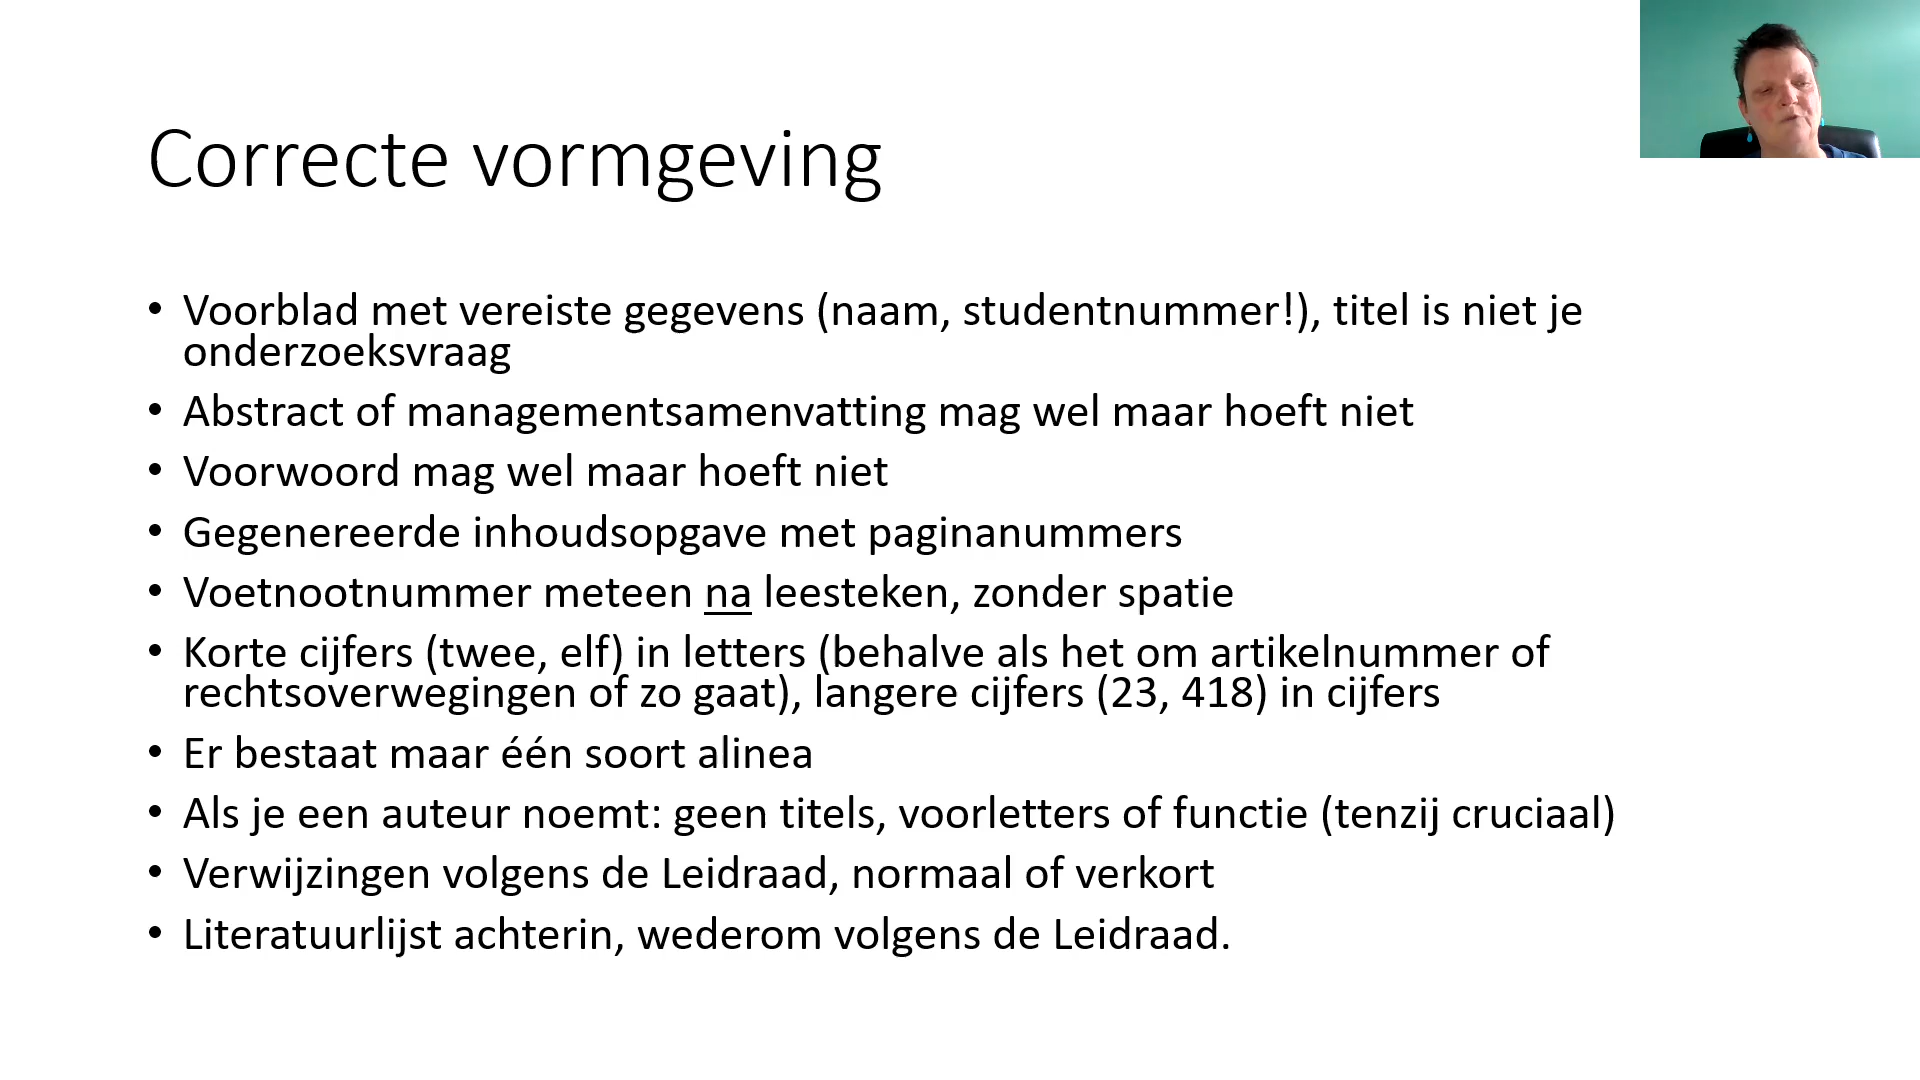 Correcte vormgeving
• Voorblad met vereiste gegevens (naam, studentnummer!), titel is niet je
onderzoeksvraag
• Abstract of managementsamenvatting mag wel maar hoeft niet
• Voorwoord mag wel maar hoeft niet
• Gegenereerde inhoudsopgave met paginanummers
• Voetnootnummer meteen na leesteken, zonder spatie
• Korte cijfers (twee, elf) in letters (behalve als het om artikelnummer of
rechtsoverwegingen of zo gaat), langere cijfers (23, 418) in cijfers
• Er bestaat maar één soort alinea
• Als je een auteur noemt: geen titels, voorletters of functie (tenzij cruciaal)
• Verwijzingen volgens de Leidraad, normaal of verkort
• Literatuurlijst achterin, wederom volgens de Leidraad.